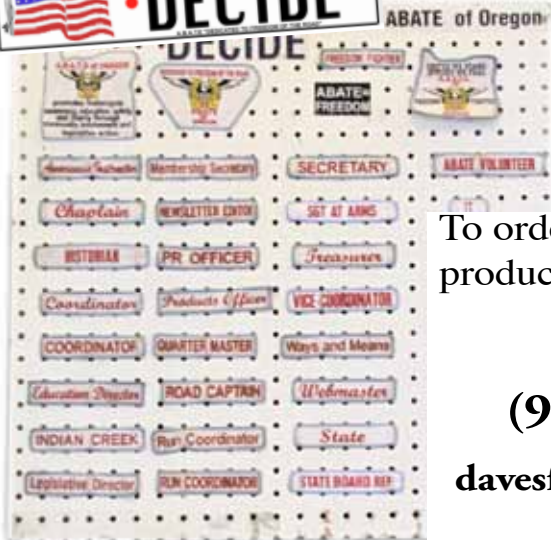 DECIDE
ABATE of Oregon
DECIDE
FREEDOM FIGHTER
ABATE=
FREEDOM
Membership Secretary
SECRETARY
ABATE VOLUNTEER
Chaplain
NEWSLETTER EDITOR
SGT AT ARMS
HISTORIAN
PR OFFICER
Treasurer
Coordinator
Products Officer
VICE-COORDINATOR
COORDINATOR
QUARTER MASTER
Ways and Means
Education Director
ROAD CAPTAIN
Webmaster
INDIAN CREEK
Run Coordinator
State
Legislative Director
RUN COORDINATOR
STATE BOARD REP.
To orde
produc
(9
davesf